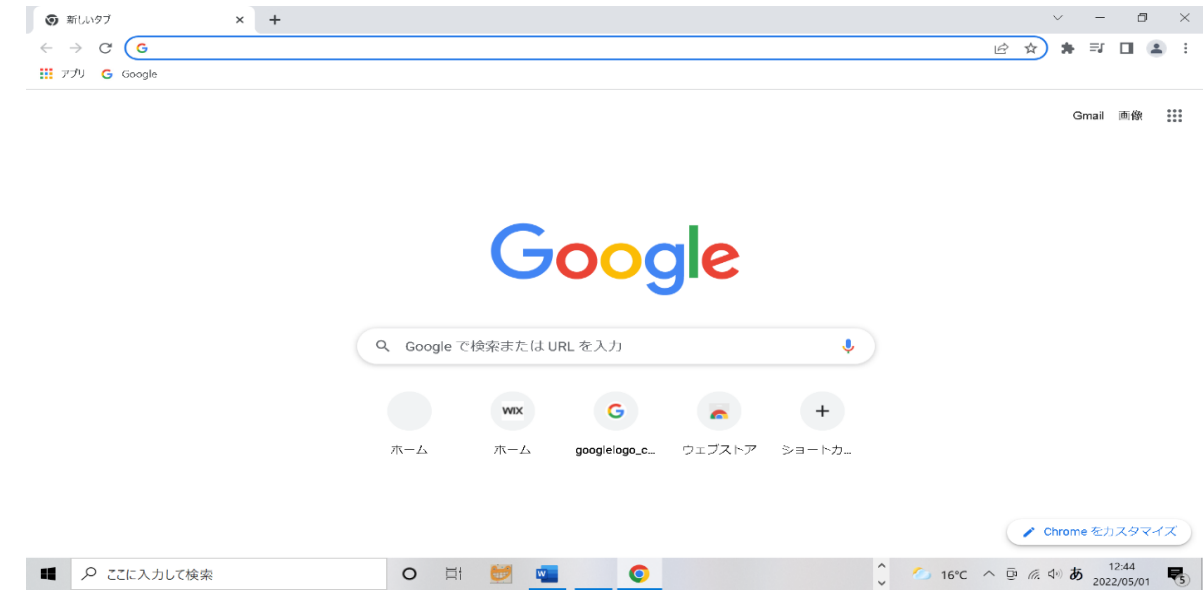 新しいタブ
G
アプリ G Google
Gmail 画像
Google
Google で検索または URL を入力
WIX G
ホーム ホーム googlelogo_c... ウェブストア ショートカ...
Chrome をカスタマイズ
ここに入力して検索 W 16°C あ 12:44
2022/05/01 5